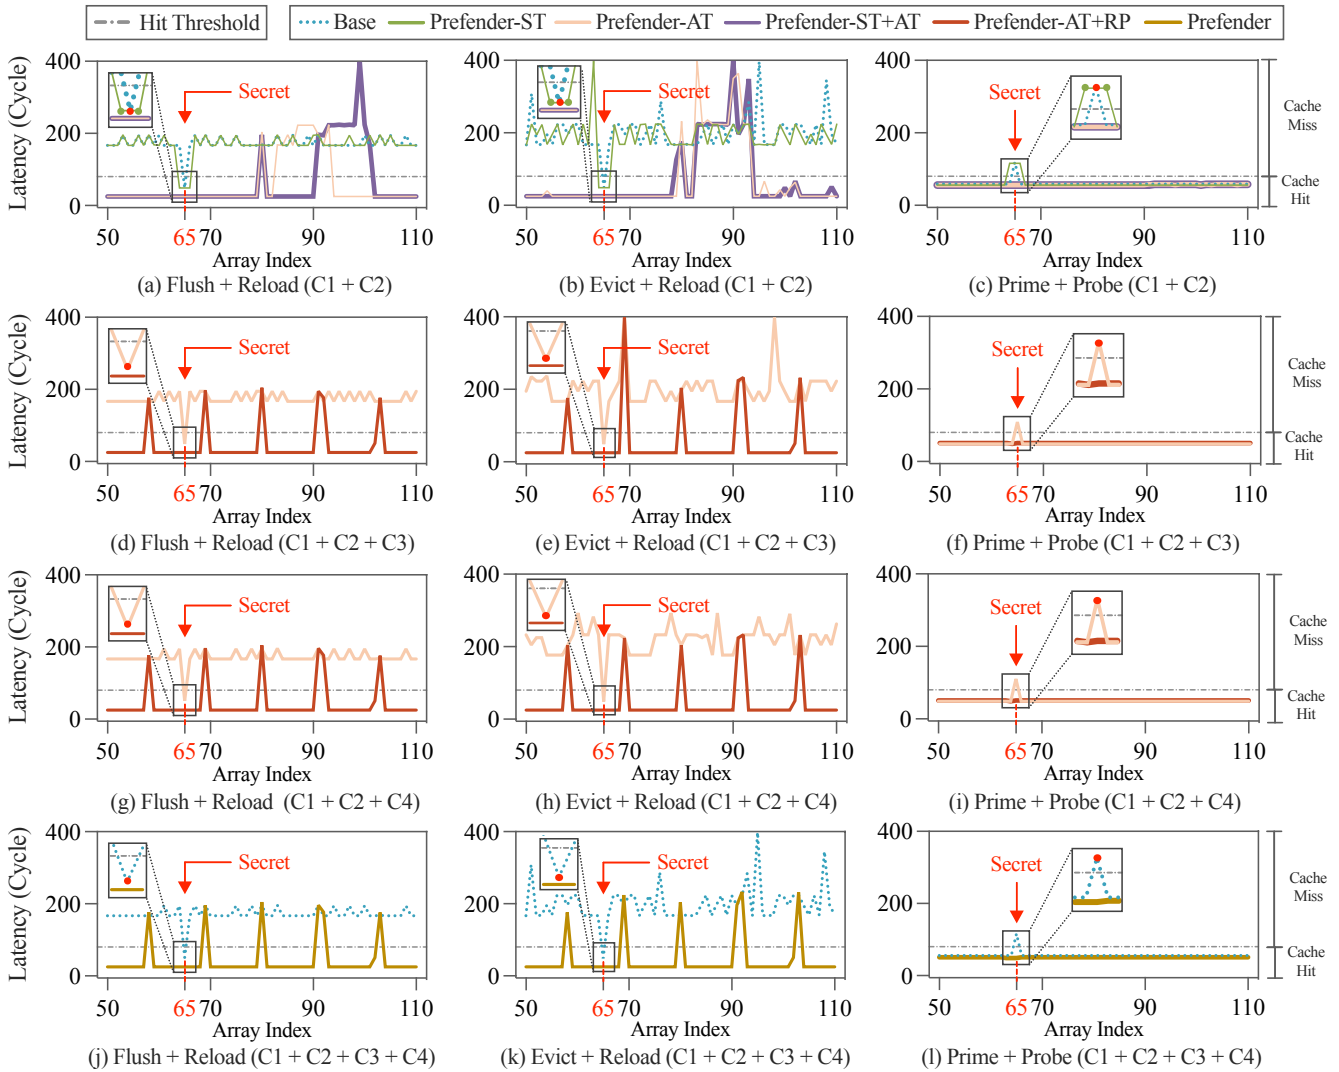 Hit Threshold Base Prefender-ST Prefender-AT Prefender-ST+AT Prefender-AT+RP Prefender
Latency (Cycle)
400
200
0
Secret
50 65 70 90 110
Array Index
(a) Flush + Reload (C1 + C2)
400
200
0
Secret
50 65 70 90 110
Array Index
(b) Evict + Reload (C1 + C2)
400
200
0
Secret
Cache
Miss
Cache
Hit
50 65 70 90 110
Array Index
(c) Prime + Probe (C1 + C2)
Latency (Cycle)
400
200
0
Secret
50 65 70 90 110
Array Index
(d) Flush + Reload (C1 + C2 + C3)
400
200
0
Secret
50 65 70 90 110
Array Index
(e) Evict + Reload (C1 + C2 + C3)
400
200
0
Secret
Cache
Miss
Cache
Hit
50 65 70 110
Array Index
(f) Prime + Probe (C1 + C2 + C3)
Latency (Cycle)
400
200
0
Secret
50 65 70 90 110
Array Index
(g) Flush + Reload (C1 + C2 + C4)
400
200
0
Secret
50 65 70 90 110
Array Index
(h) Evict + Reload (C1 + C2 + C4)
400
200
0
Secret
Cache
Miss
Cache
Hit
50 65 70 90 110
Array Index
(i) Prime + Probe (C1 + C2 + C4)
Latency (Cycle)
400
200
0
Secret
50 65 70 90 110
Array Index
(j) Flush + Reload (C1 + C2 + C3 + C4)
400
200
0
Secret
50 65 70 90 110
Array Index
(k) Evict + Reload (C1 + C2 + C3 + C4)
400
200
0
Secret
Cache
Miss
Cache
Hit
50 65 70 90 110
Array Index
(l) Prime + Probe (C1 + C2 + C3 + C4)